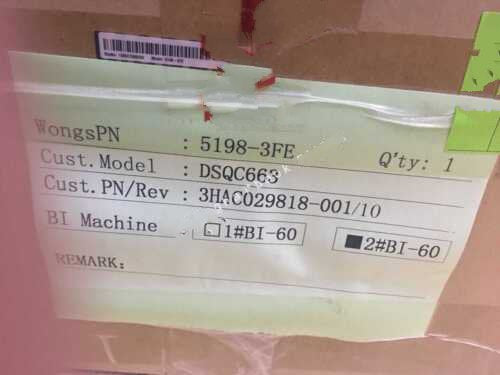 WongsPN : 5198-3FE Q'ty: 1
Cust.Model : DSQC663
Cust.PN/Rev : 3HAC029818-001/10
BI Machine □1#BI-60 ■2#BI-60
REMARK: